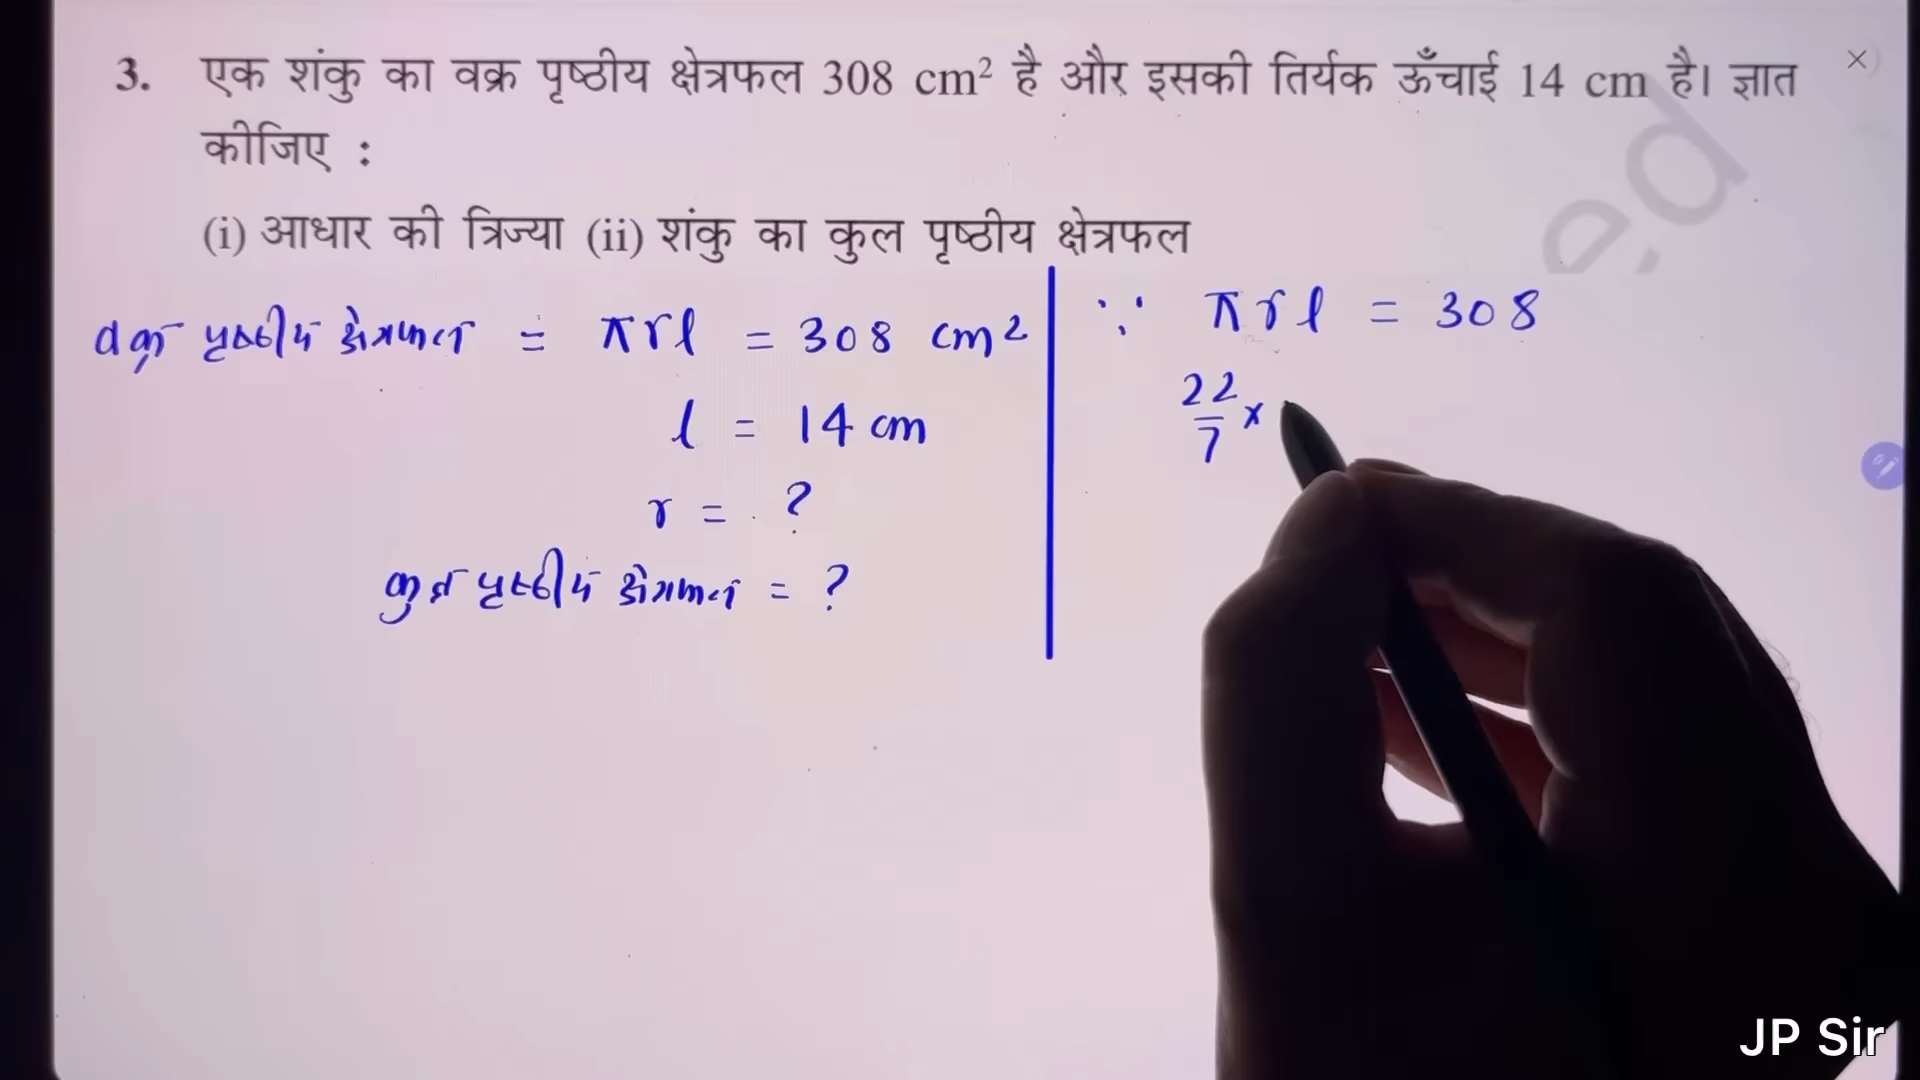 3. एक शंकु का वक्र पृष्ठीय क्षेत्रफल 308 cm² है और इसकी तिर्यक ऊँचाई 14 cm है। ज्ञात
कीजिए :
(i) आधार की त्रिज्या (ii) शंकु का कुल पृष्ठीय क्षेत्रफल
वक्र पृष्ठीय क्षेत्रफल = πrl = 308 cm²
l = 14 cm
r = ?
कुल पृष्ठीय क्षेत्रफल = ?
∵ πrl = 308
22/7 ×
ed
JP Sir